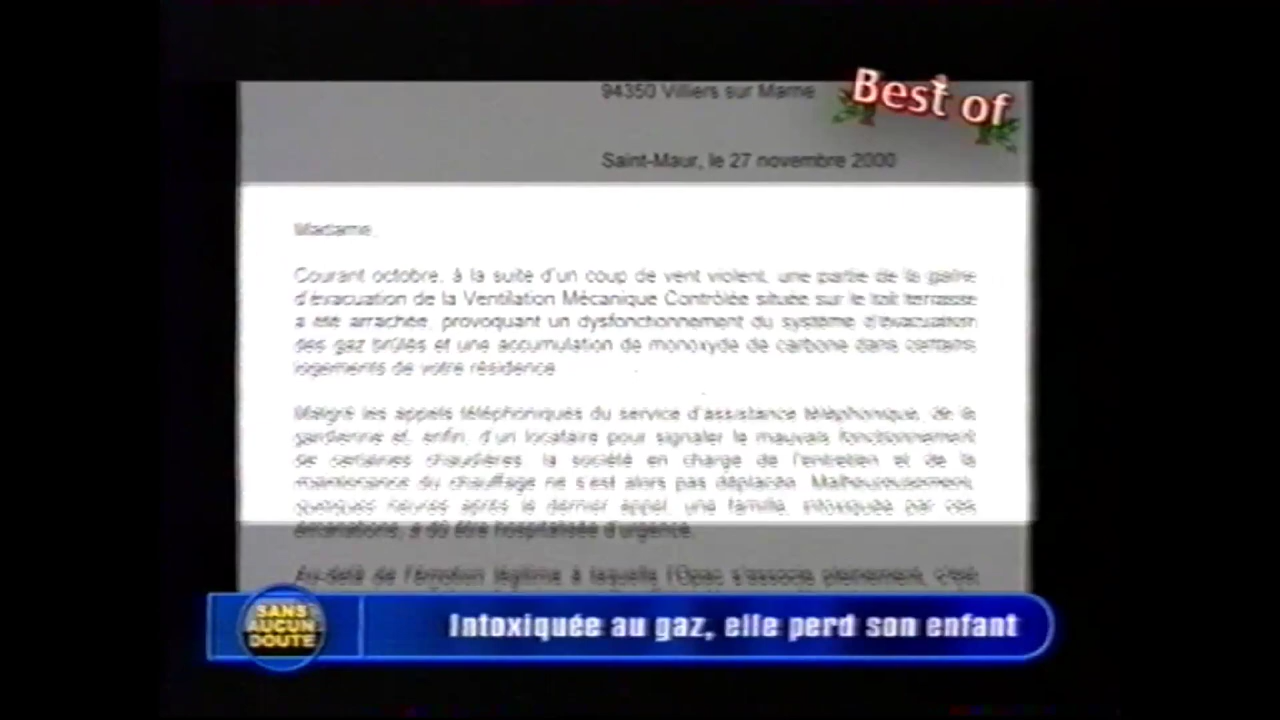 94350 Villiers sur Marne
Best of
Saint-Maur, le 27 novembre 2000
Madame,
Courant octobre, à la suite d'un coup de vent violent, une partie de la gaine
d'évacuation de la Ventilation Mécanique Contrôlée située sur le toit terrasse
a été arrachée, provoquant un dysfonctionnement du système d'évacuation
des gaz brûlés et une accumulation de monoxyde de carbone dans certains
logements de votre résidence.
Malgré les appels téléphoniques du service d'assistance téléphonique, de la
gardienne et, enfin, d'un locataire pour signaler le mauvais fonctionnement
de certaines chaudières, la société en charge de l'entretien et de la
maintenance du chauffage ne s'est alors pas déplacée. Malheureusement,
quelques heures après le dernier appel, une famille, intoxiquée par ces
émanations, a dû être hospitalisée d'urgence.
Au-delà de l'émotion légitime à laquelle l'Opac s'associe pleinement, c'est
SANS
AUCUN
DOUTE
Intoxiquée au gaz, elle perd son enfant